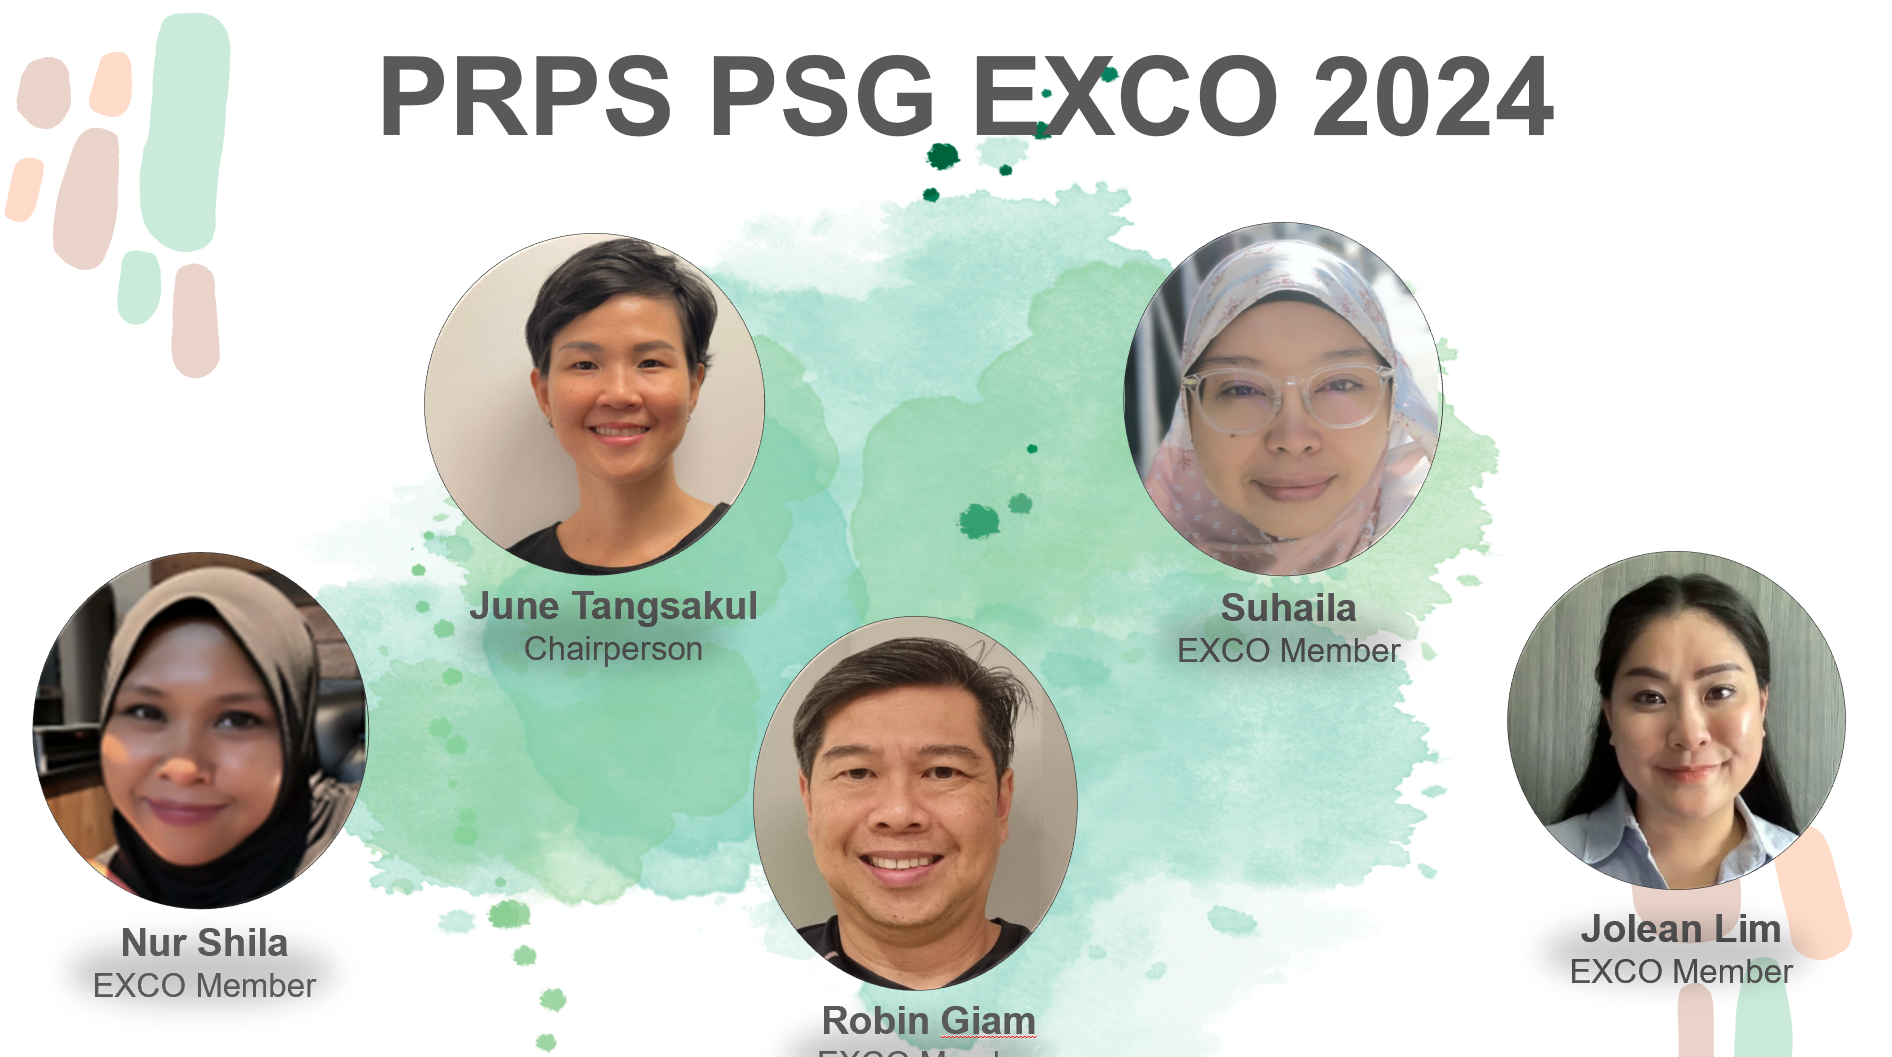 PRPS PSG EXCO 2024
June Tangsakul
Chairperson
Suhaila
EXCO Member
Nur Shila
EXCO Member
Robin Giam
EXCO
Jolean Lim
EXCO Member